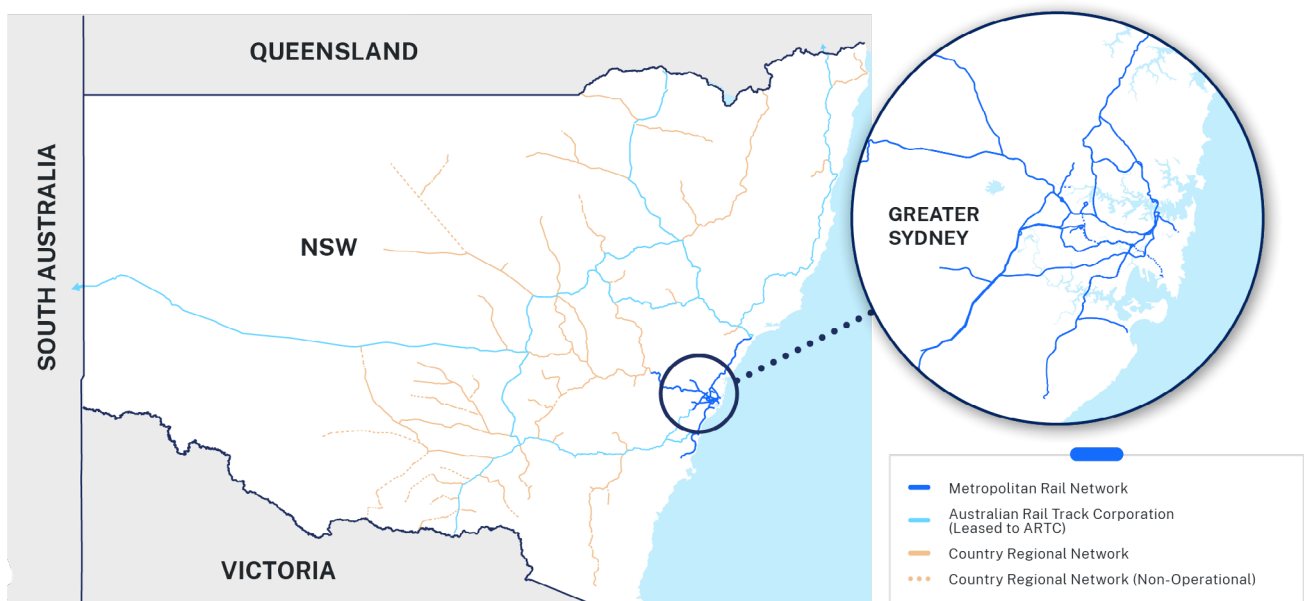 QUEENSLAND
SOUTH AUSTRALIA
NSW
VICTORIA
GREATER
SYDNEY
Metropolitan Rail Network
Australian Rail Track Corporation
(Leased to ARTC)
Country Regional Network
Country Regional Network (Non-Operational)